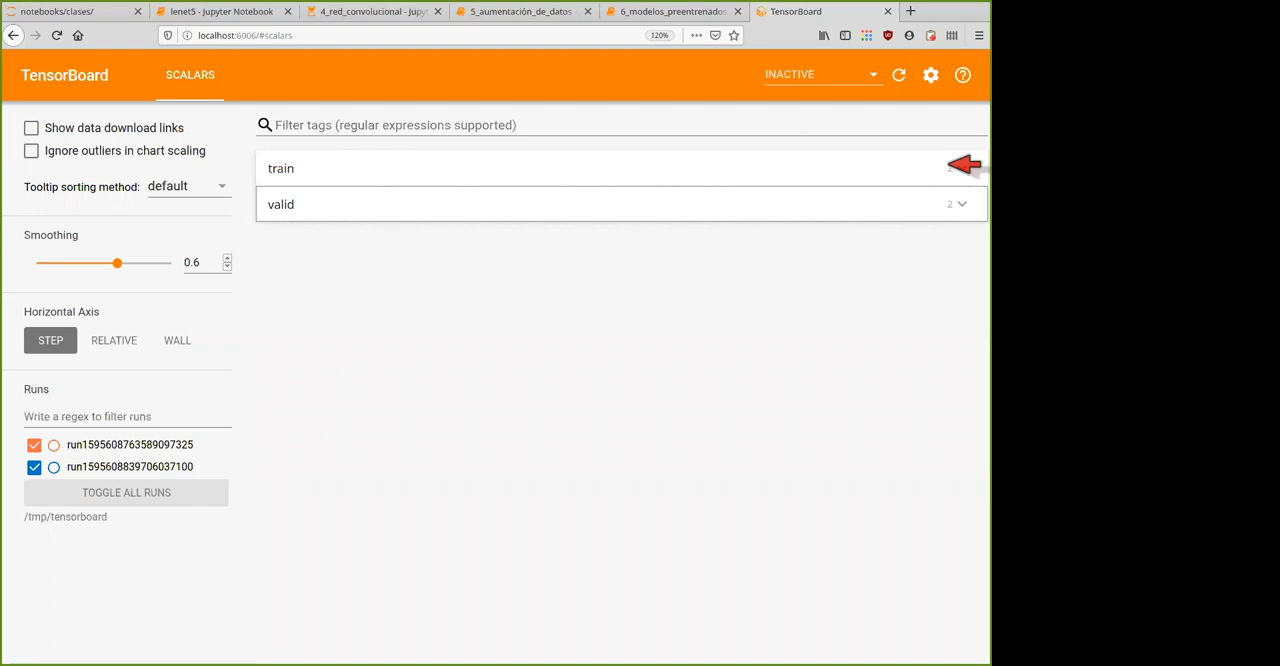 notebooks/clases/ lenet5 - Jupyter Notebook 4_red_convolucional - Jupyt 5_aumentación_de_datos - 6_modelos_preentrenados TensorBoard
localhost:6006/#scalars 120%
TensorBoard SCALARS INACTIVE
Show data download links
Ignore outliers in chart scaling
Tooltip sorting method: default
Smoothing
0.6
Horizontal Axis
STEP RELATIVE WALL
Runs
Write a regex to filter runs
run1595608763589097325
run1595608839706037100
TOGGLE ALL RUNS
/tmp/tensorboard
Filter tags (regular expressions supported)
train 2
valid 2